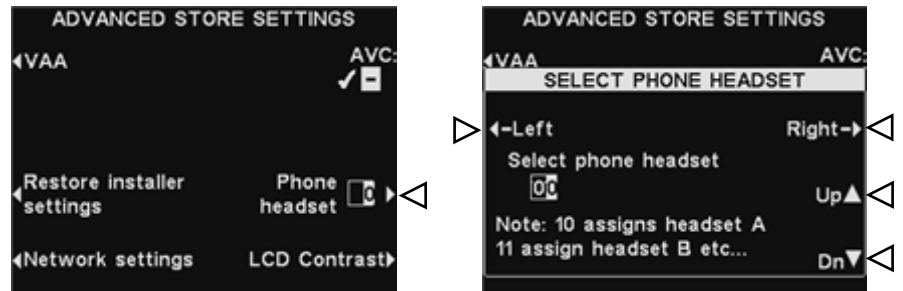 ADVANCED STORE SETTINGS
VAA
AVC:
✓ -
Restore installer
settings
Phone
headset 0
Network settings
LCD Contrast
ADVANCED STORE SETTINGS
VAA
AVC:
SELECT PHONE HEADSET
-Left
Right-
Select phone headset
00
Up
Note: 10 assigns headset A
11 assign headset B etc...
Dn